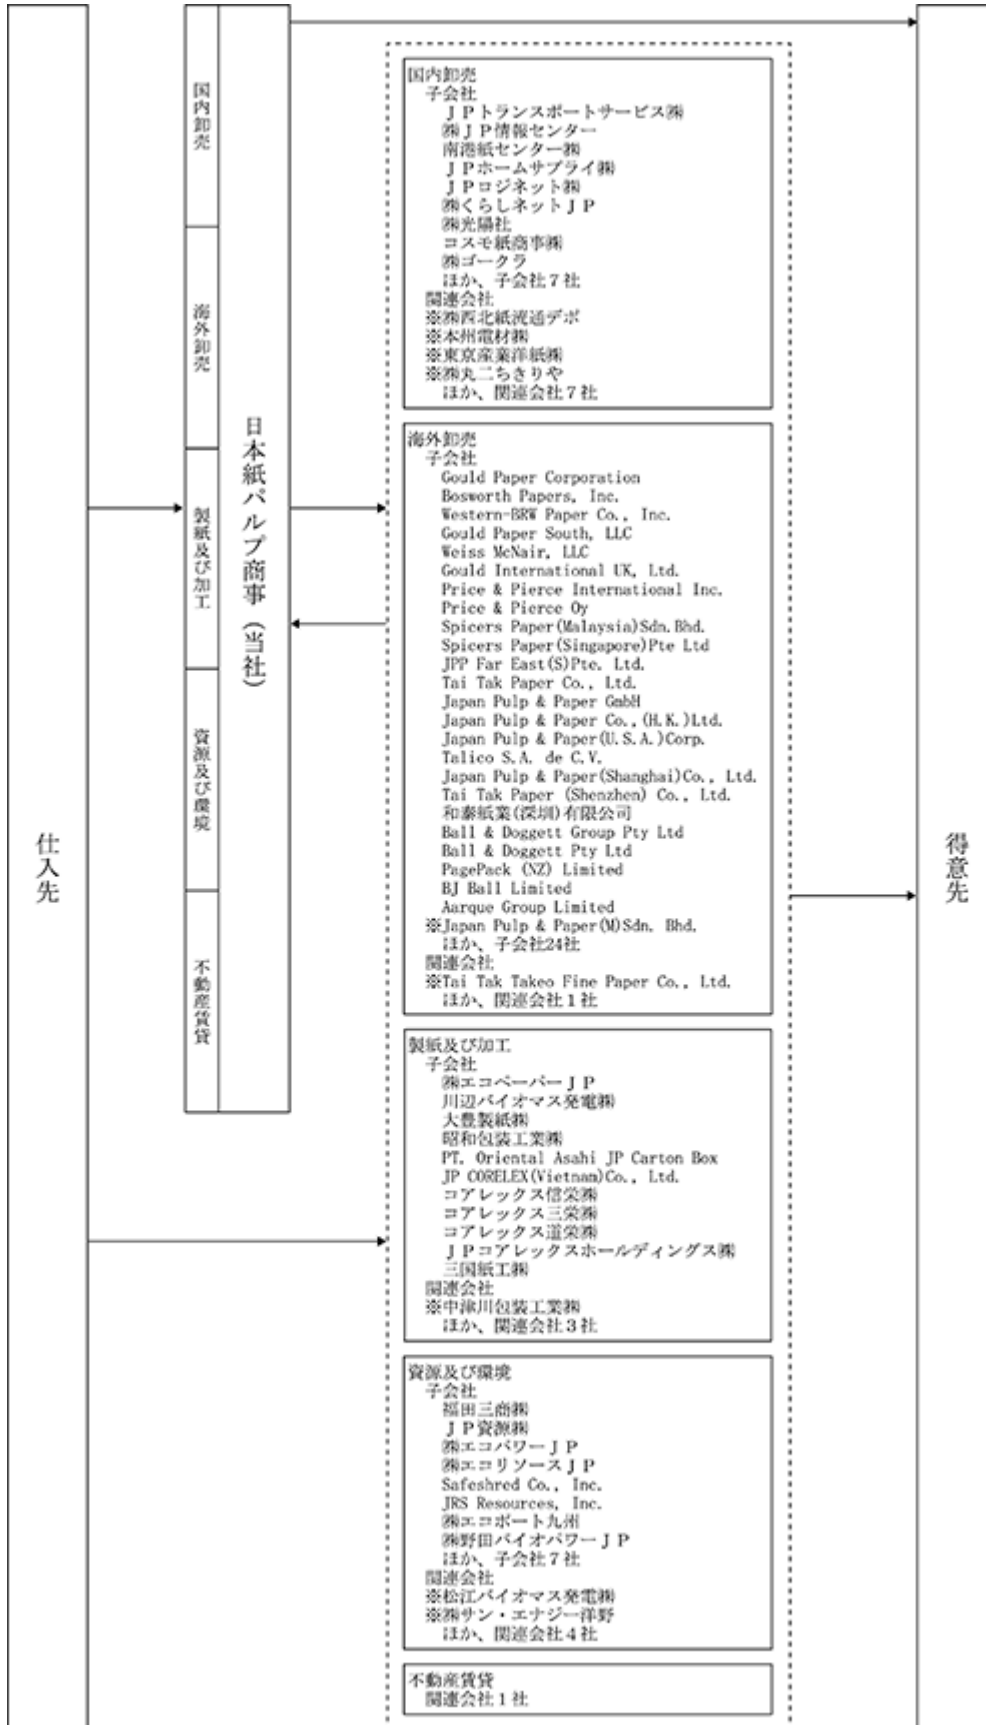 仕入先
国内卸売
海外卸売
製紙及び加工
資源及び環境
不動産賃貸
日本紙パルプ商事（当社）
国内卸売
子会社
ＪＰトランスポートサービス㈱
㈱ＪＰ情報センター
南港紙センター㈱
ＪＰホームサプライ㈱
ＪＰロジネット㈱
㈱くらしネットＪＰ
㈱光陽社
コスモ紙商事㈱
㈱ゴークラ
ほか、子会社７社
関連会社
※㈱西北紙流通デポ
※本州電材㈱
※東京産業洋紙㈱
※㈱丸二ちきりや
ほか、関連会社７社
海外卸売
子会社
Gould Paper Corporation
Bosworth Papers, Inc.
Western-BRW Paper Co., Inc.
Gould Paper South, LLC
Weiss McNair, LLC
Gould International UK, Ltd.
Price & Pierce International Inc.
Price & Pierce Oy
Spicers Paper(Malaysia)Sdn.Bhd.
Spicers Paper(Singapore)Pte Ltd
JPP Far East(S)Pte. Ltd.
Tai Tak Paper Co., Ltd.
Japan Pulp & Paper GmbH
Japan Pulp & Paper Co.,(H.K.)Ltd.
Japan Pulp & Paper(U.S.A.)Corp.
Talico S.A. de C.V.
Japan Pulp & Paper(Shanghai)Co., Ltd.
Tai Tak Paper (Shenzhen) Co., Ltd.
和泰紙業(深圳)有限公司
Ball & Doggett Group Pty Ltd
Ball & Doggett Pty Ltd
PagePack (NZ) Limited
BJ Ball Limited
Aarque Group Limited
※Japan Pulp & Paper(M)Sdn. Bhd.
ほか、子会社24社
関連会社
※Tai Tak Takeo Fine Paper Co., Ltd.
ほか、関連会社１社
製紙及び加工
子会社
㈱エコペーパーＪＰ
川辺バイオマス発電㈱
大豊製紙㈱
昭和包装工業㈱
PT. Oriental Asahi JP Carton Box
JP CORELEX(Vietnam)Co., Ltd.
コアレックス信栄㈱
コアレックス三栄㈱
コアレックス道栄㈱
ＪＰコアレックスホールディングス㈱
三国紙工㈱
関連会社
※中津川包装工業㈱
ほか、関連会社３社
資源及び環境
子会社
福田三商㈱
ＪＰ資源㈱
㈱エコパワーＪＰ
㈱エコリソースＪＰ
Safeshred Co., Inc.
JRS Resources, Inc.
㈱エコポート九州
㈱野田バイオパワーＪＰ
ほか、子会社７社
関連会社
※松江バイオマス発電㈱
※㈱サン・エナジー洋野
ほか、関連会社４社
不動産賃貸
関連会社１社
得意先